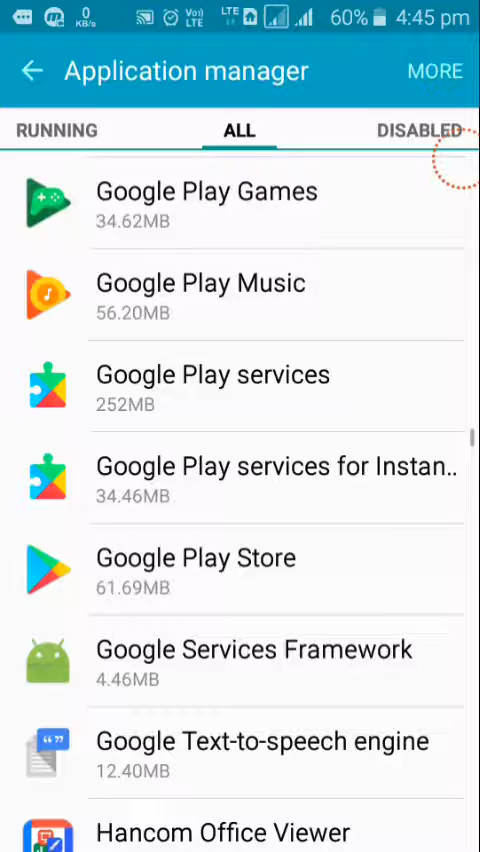 0
KB/s
Vo))
LTE
LTE
60%
4:45 pm
Application manager
MORE
RUNNING
ALL
DISABLED
Google Play Games
34.62MB
Google Play Music
56.20MB
Google Play services
252MB
Google Play services for Instan..
34.46MB
Google Play Store
61.69MB
Google Services Framework
4.46MB
Google Text-to-speech engine
12.40MB
Hancom Office Viewer